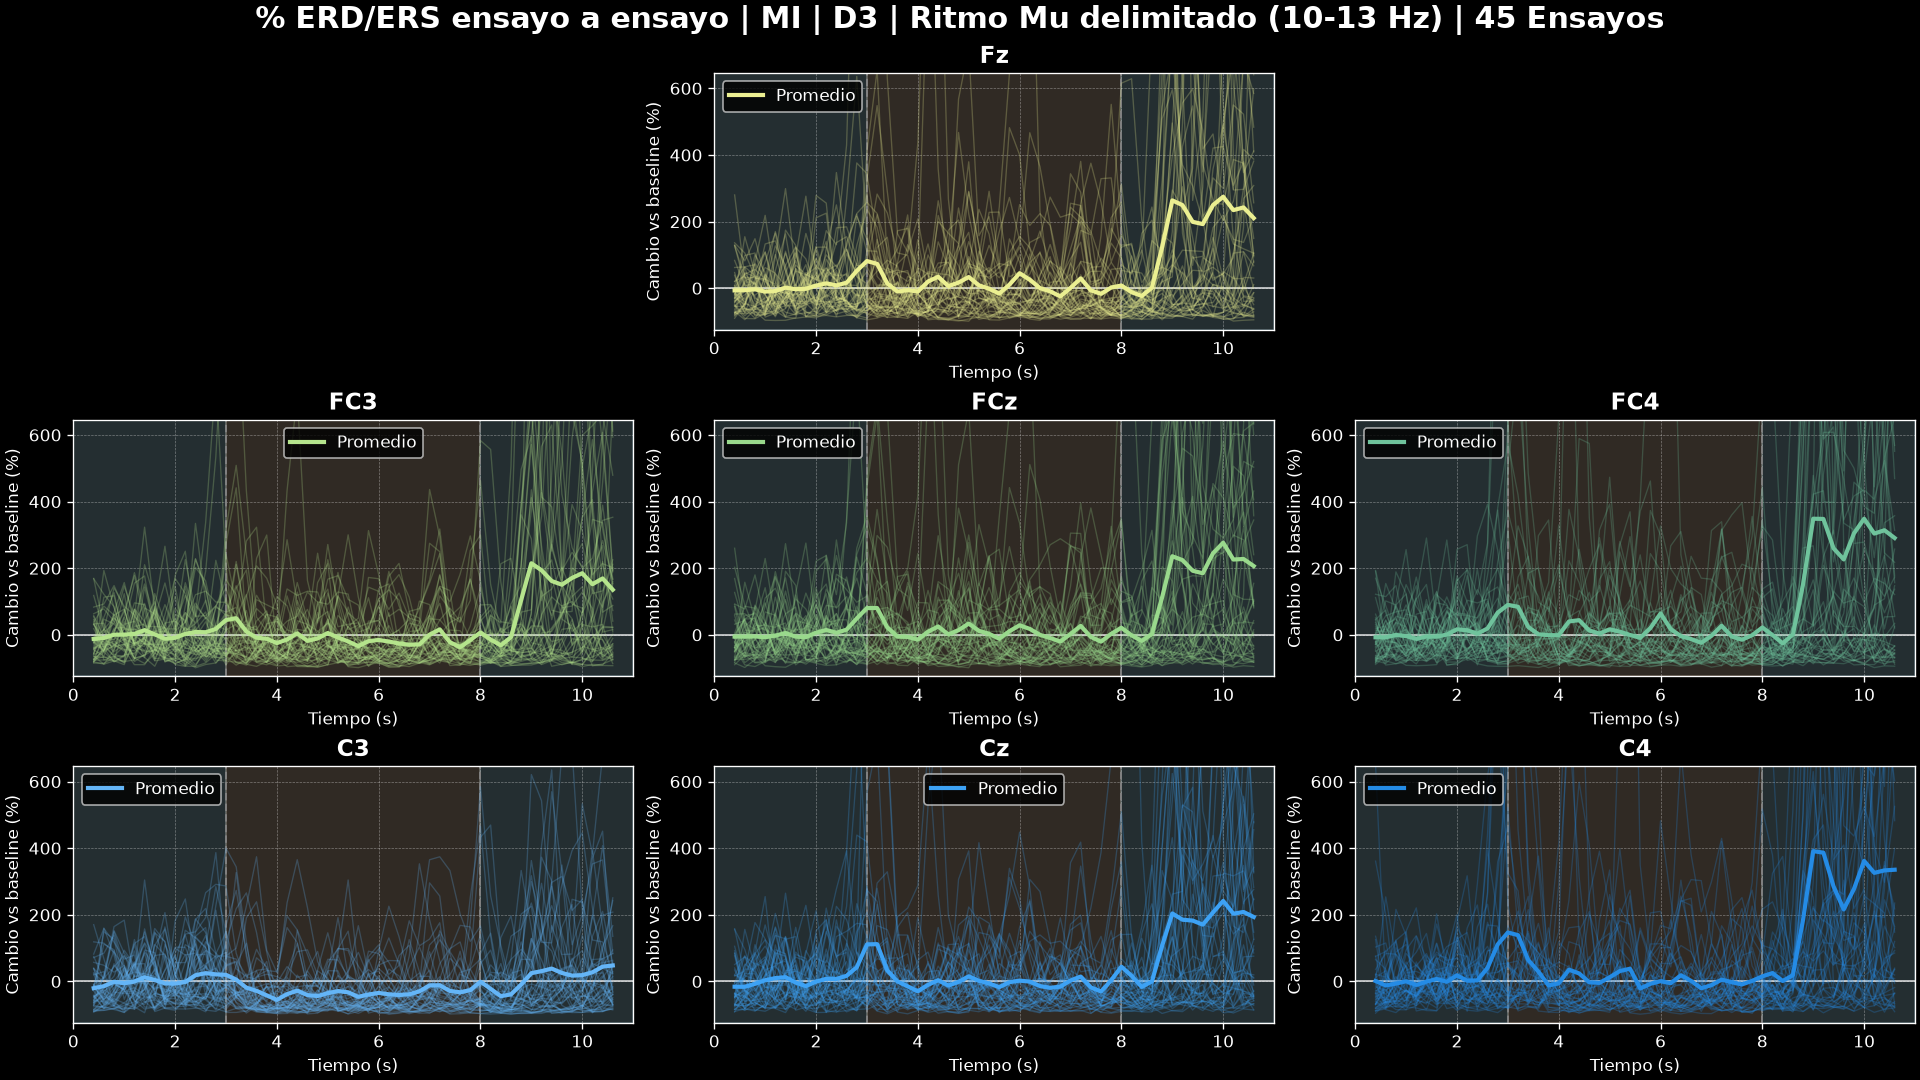 % ERD/ERS ensayo a ensayo | MI | D3 | Ritmo Mu delimitado (10-13 Hz) | 45 Ensayos
Fz
Promedio
Cambio vs baseline (%)
600
400
200
0
0 2 4 6 8 10
Tiempo (s)
FC3
Promedio
Cambio vs baseline (%)
600
400
200
0
0 2 4 6 8 10
Tiempo (s)
FCz
Promedio
Cambio vs baseline (%)
600
400
200
0
0 2 4 6 8 10
Tiempo (s)
FC4
Promedio
Cambio vs baseline (%)
600
400
200
0
0 2 4 6 8 10
Tiempo (s)
C3
Promedio
Cambio vs baseline (%)
600
400
200
0
0 2 4 6 8 10
Tiempo (s)
Cz
Promedio
Cambio vs baseline (%)
600
400
200
0
0 2 4 6 8 10
Tiempo (s)
C4
Promedio
Cambio vs baseline (%)
600
400
200
0
0 2 4 6 8 10
Tiempo (s)